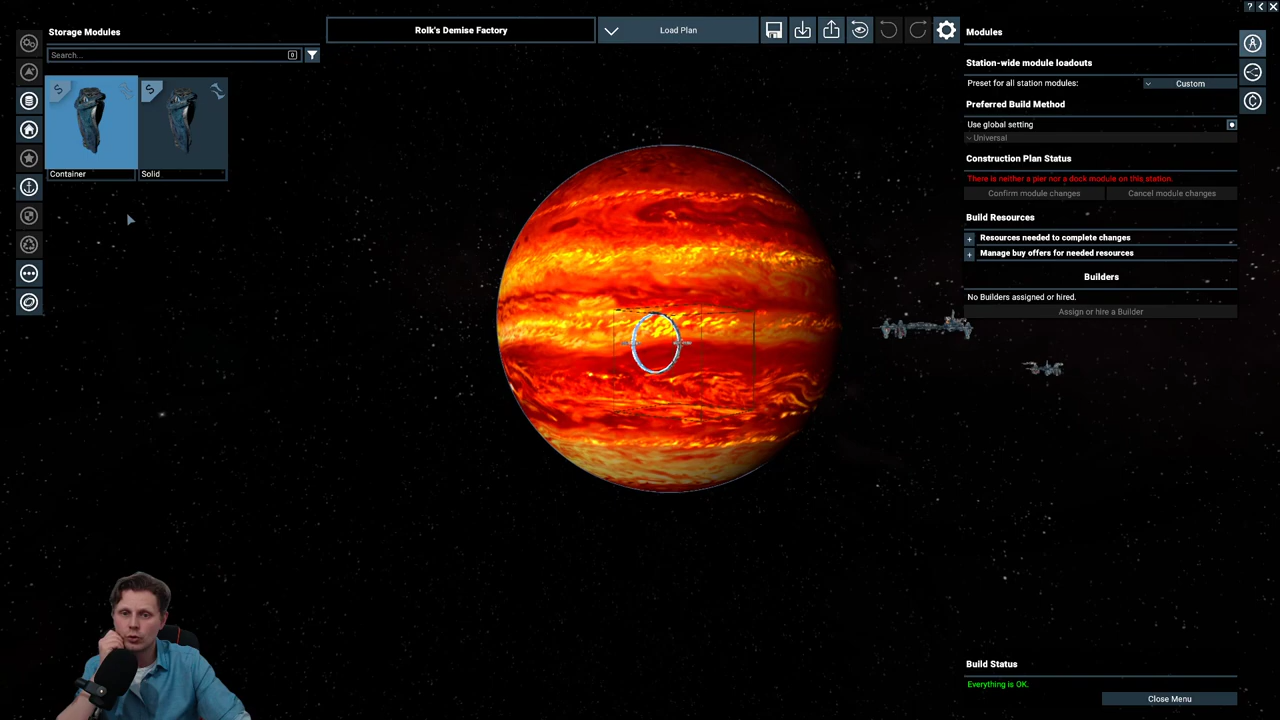 Storage Modules
Search...
0
S
S
Container
Solid
Rolk's Demise Factory
Load Plan
?
Modules
Station-wide module loadouts
Preset for all station modules:
Custom
Preferred Build Method
Use global setting
Universal
Construction Plan Status
There is neither a pier nor a dock module on this station.
Confirm module changes
Cancel module changes
Build Resources
+ Resources needed to complete changes
+ Manage buy offers for needed resources
Builders
No Builders assigned or hired.
Assign or hire a Builder
Build Status
Everything is OK.
Close Menu